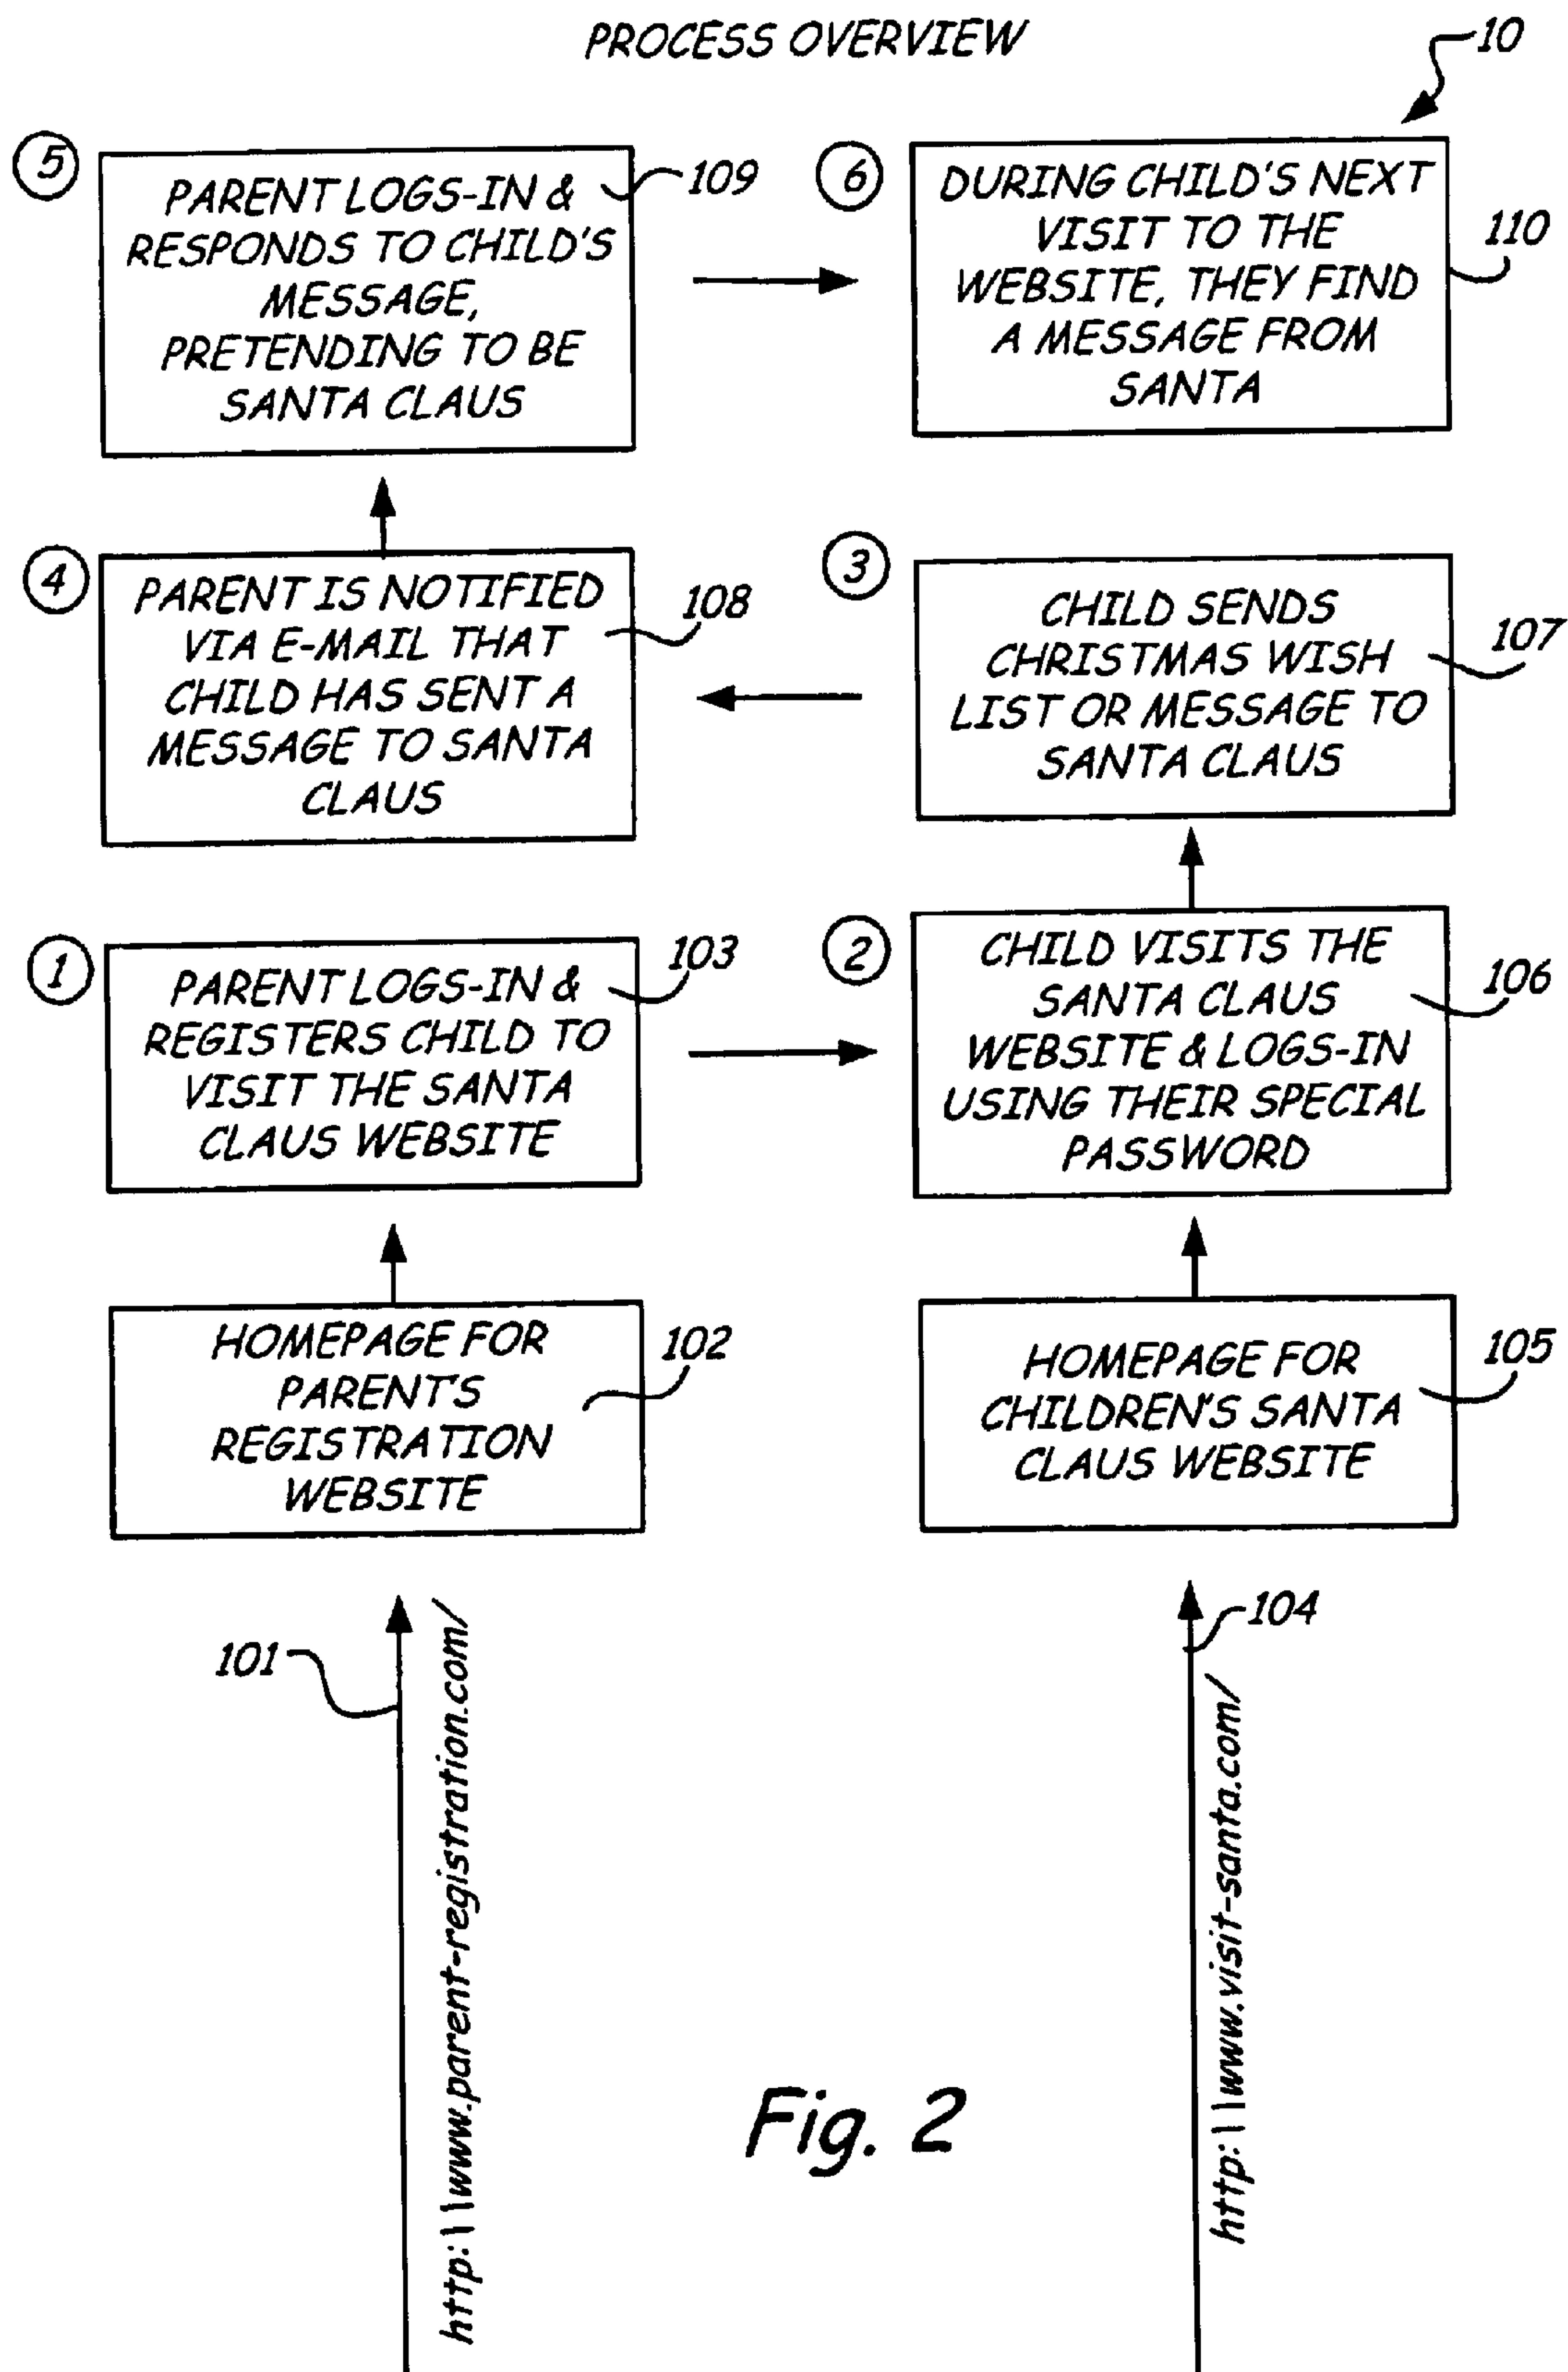 PROCESS OVERVIEW
10
5
PARENT LOGS-IN &
RESPONDS TO CHILD'S
MESSAGE,
PRETENDING TO BE
SANTA CLAUS
109
6
DURING CHILD'S NEXT
VISIT TO THE
WEBSITE, THEY FIND
A MESSAGE FROM
SANTA
110
4
PARENT IS NOTIFIED
VIA E-MAIL THAT
CHILD HAS SENT A
MESSAGE TO SANTA
CLAUS
108
3
CHILD SENDS
CHRISTMAS WISH
LIST OR MESSAGE TO
SANTA CLAUS
107
1
PARENT LOGS-IN &
REGISTERS CHILD TO
VISIT THE SANTA
CLAUS WEBSITE
103
2
CHILD VISITS THE
SANTA CLAUS
WEBSITE & LOGS-IN
USING THEIR SPECIAL
PASSWORD
106
HOMEPAGE FOR
PARENT'S
REGISTRATION
WEBSITE
102
HOMEPAGE FOR
CHILDREN'S SANTA
CLAUS WEBSITE
105
101
http:\\www.parent-registration.com/
104
http:\\www.visit-santa.com/
Fig. 2